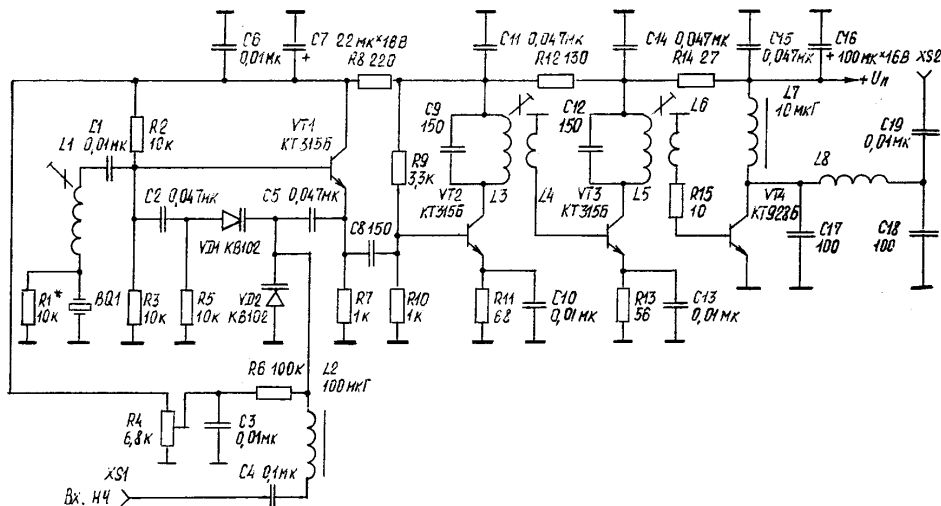 C6
0,01мк
C7 22мк×16В
R8 220
C11 0,047мк
R12 130
C14 0,047мк
R14 27
C15
0,047мк
C16
100мк×16В
XS2
+Uп
L7
10мкГ
L1
C1
0,01мк
R2
10к
VT1
КТ315Б
C9
150
C12
150
L6
C19
0,01мк
R9
3,3к
VT2
КТ315Б
L3
L4
VT3
КТ315Б
L5
R15
10
VT4
КТ928Б
L8
C2 0,047мк
C5 0,047мк
VD1 КВ102
C8 150
C17
100
C18
100
R1*
10к
BQ1
R3
10к
R5
10к
VD2
КВ102
R7
1к
R10
1к
R11
68
C10
0,01мк
R13
56
C13
0,01мк
R6 100к
L2
100мкГ
R4
6,8к
C3
0,01мк
XS1
C4 0,1мк
Вх. НЧ